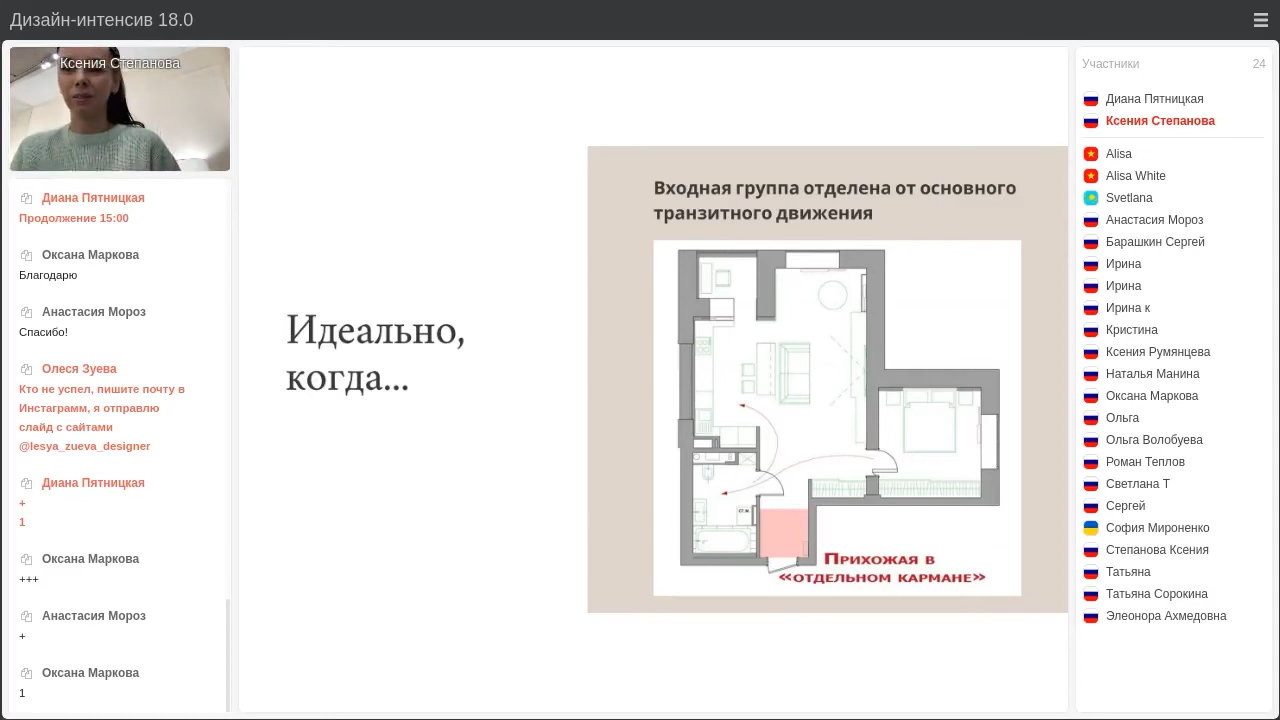 Дизайн-интенсив 18.0
Ксения Степанова
Диана Пятницкая
Продолжение 15:00
Оксана Маркова
Благодарю
Анастасия Мороз
Спасибо!
Олеся Зуева
Кто не успел, пишите почту в
Инстаграмм, я отправлю
слайд с сайтами
@lesya_zueva_designer
Диана Пятницкая
+
1
Оксана Маркова
+++
Анастасия Мороз
+
Оксана Маркова
1
Идеально,
когда...
Входная группа отделена от основного
транзитного движения
Прихожая в
«отдельном кармане»
Участники 24
Диана Пятницкая
Ксения Степанова
Alisa
Alisa White
Svetlana
Анастасия Мороз
Барашкин Сергей
Ирина
Ирина
Ирина к
Кристина
Ксения Румянцева
Наталья Манина
Оксана Маркова
Ольга
Ольга Волобуева
Роман Теплов
Светлана Т
Сергей
София Мироненко
Степанова Ксения
Татьяна
Татьяна Сорокина
Элеонора Ахмедовна